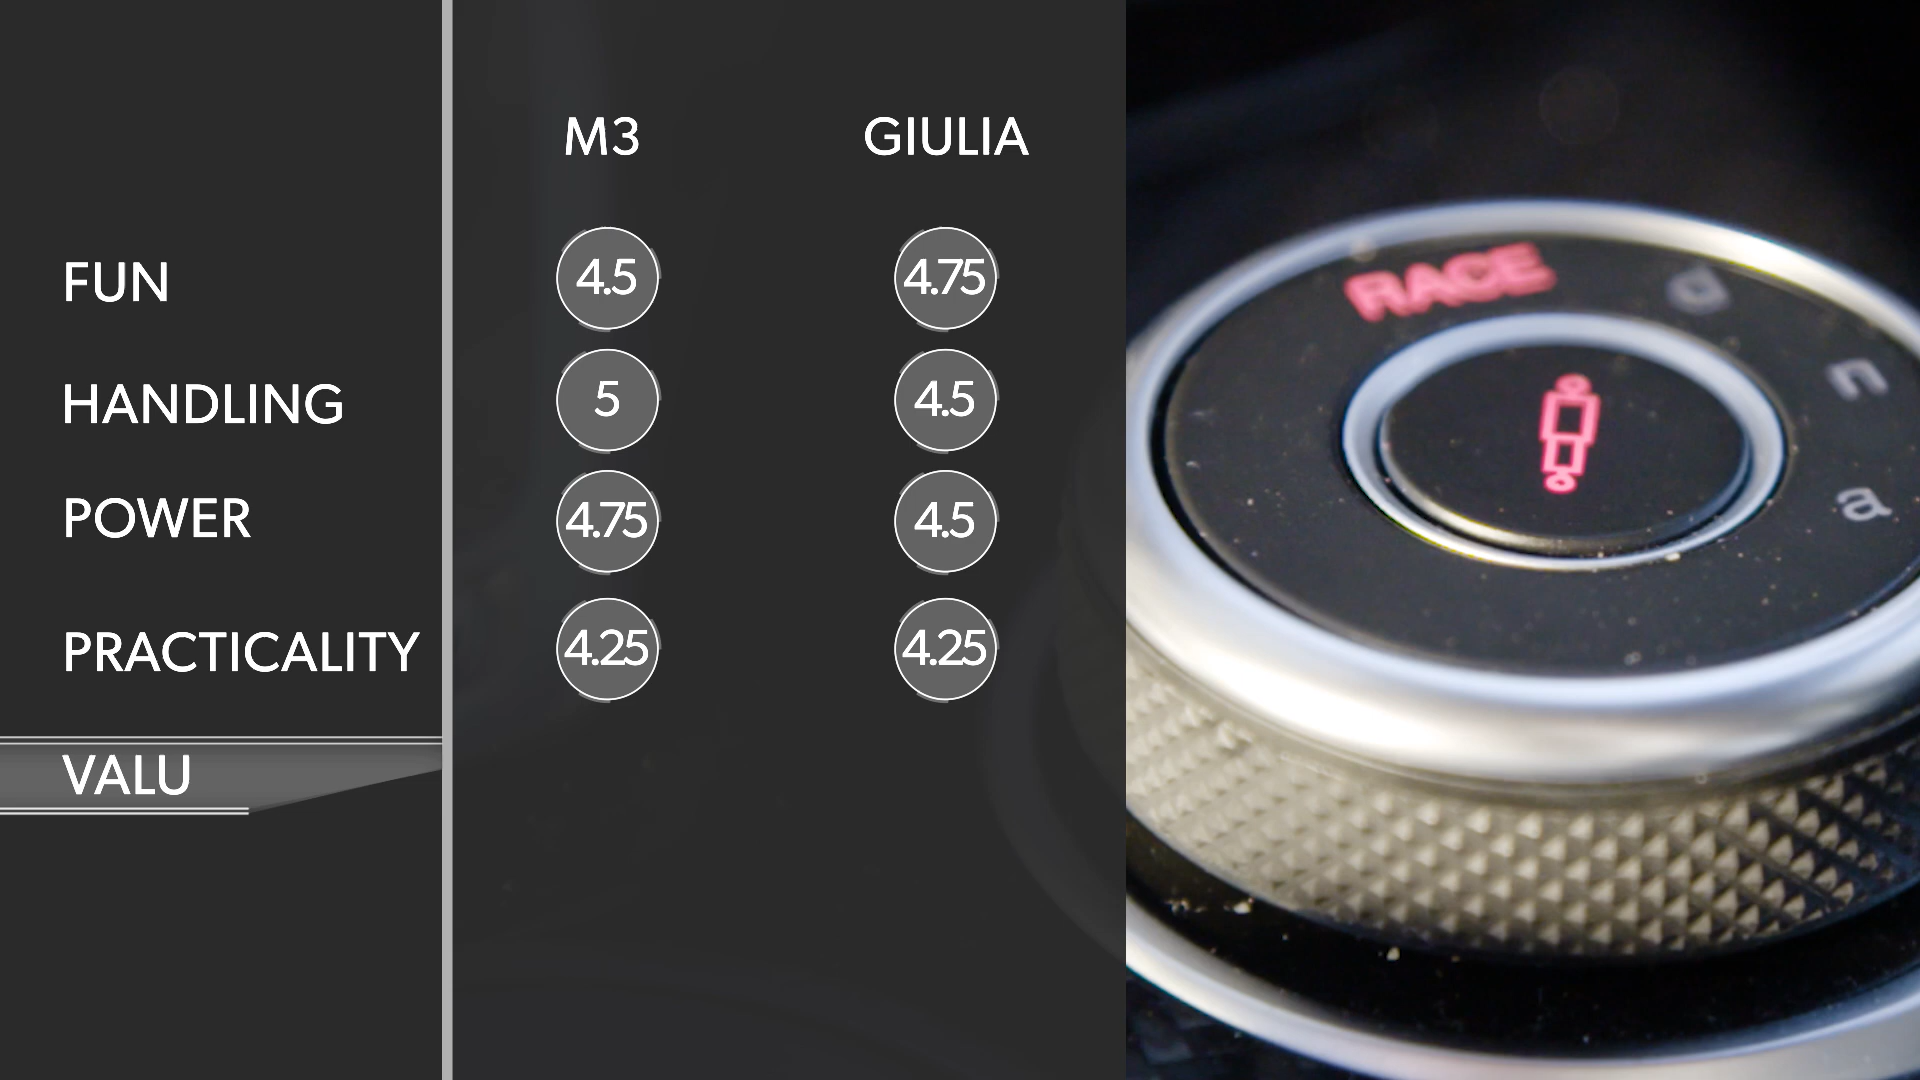 M3 GIULIA
FUN 4.5 4.75
HANDLING 5 4.5
POWER 4.75 4.5
PRACTICALITY 4.25 4.25
VALU
RACE
d
n
a